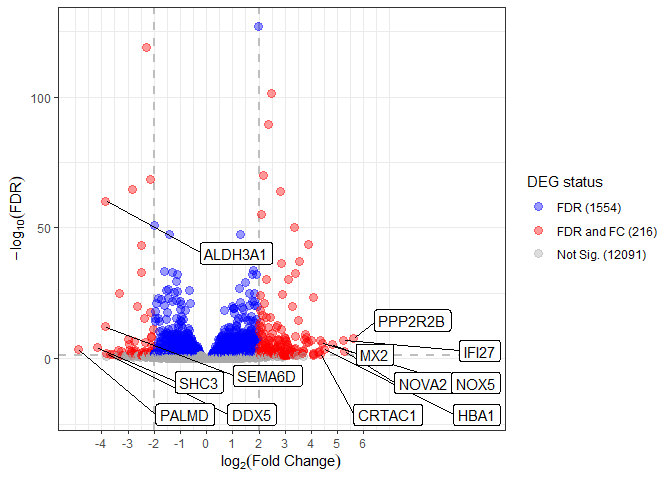 100
50
0
−log10(FDR)
ALDH3A1
PPP2R2B
IFI27
MX2
NOVA2
NOX5
SEMA6D
SHC3
PALMD
DDX5
CRTAC1
HBA1
-4 -3 -2 -1 0 1 2 3 4 5 6
log2(Fold Change)
DEG status
FDR (1554)
FDR and FC (216)
Not Sig. (12091)